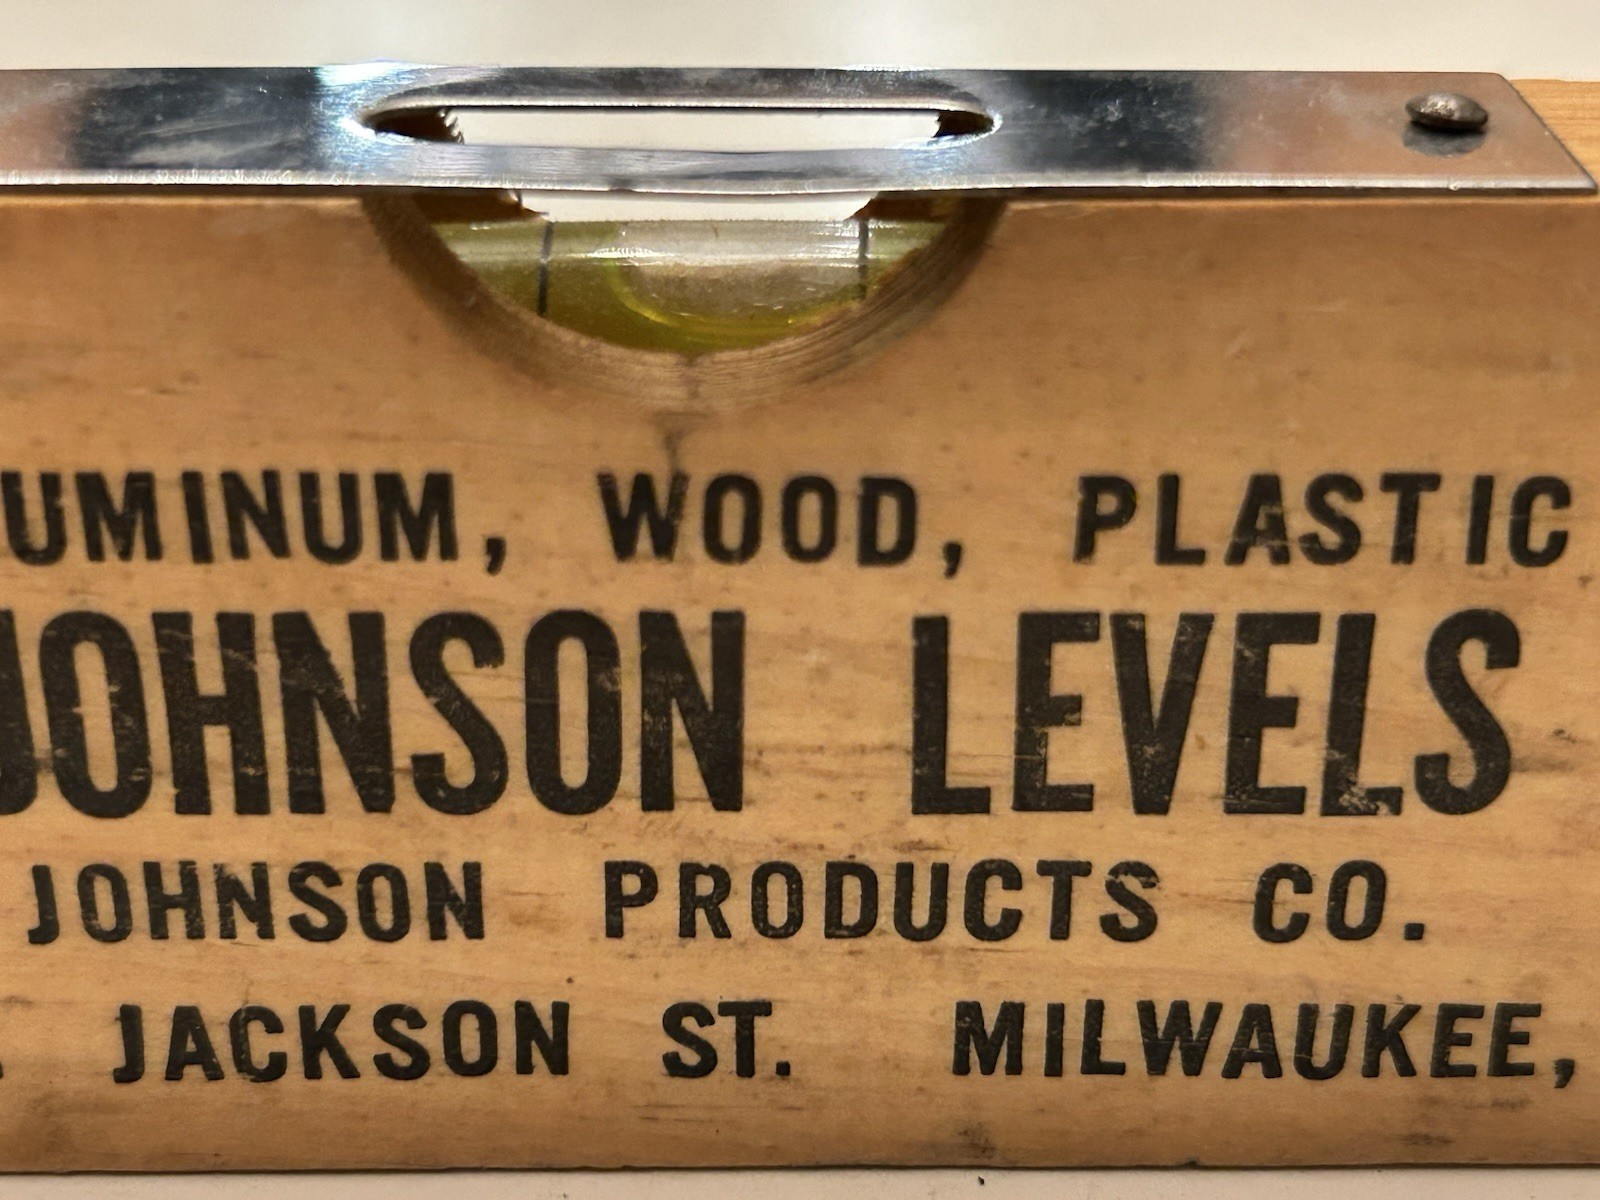 UMINUM, WOOD, PLASTIC
JOHNSON LEVELS
JOHNSON PRODUCTS CO.
. JACKSON ST. MILWAUKEE,